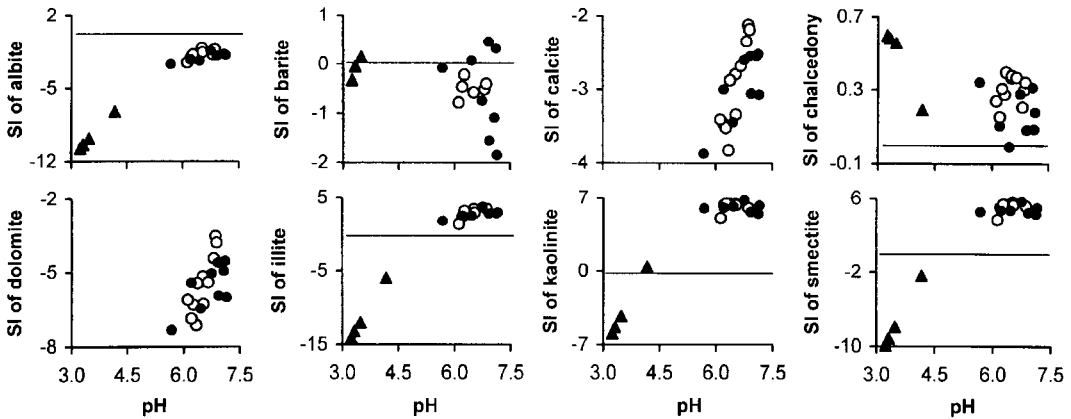 SI of albite
2
-5
-12
SI of barite
1
0
-1
-2
SI of calcite
-2
-3
-4
SI of chalcedony
0.7
0.3
-0.1
SI of dolomite
-2
-5
-8
3.0 4.5 6.0 7.5
pH
SI of illite
5
-5
-15
3.0 4.5 6.0 7.5
pH
SI of kaolinite
7
0
-7
3.0 4.5 6.0 7.5
pH
SI of smectite
6
-2
-10
3.0 4.5 6.0 7.5
pH